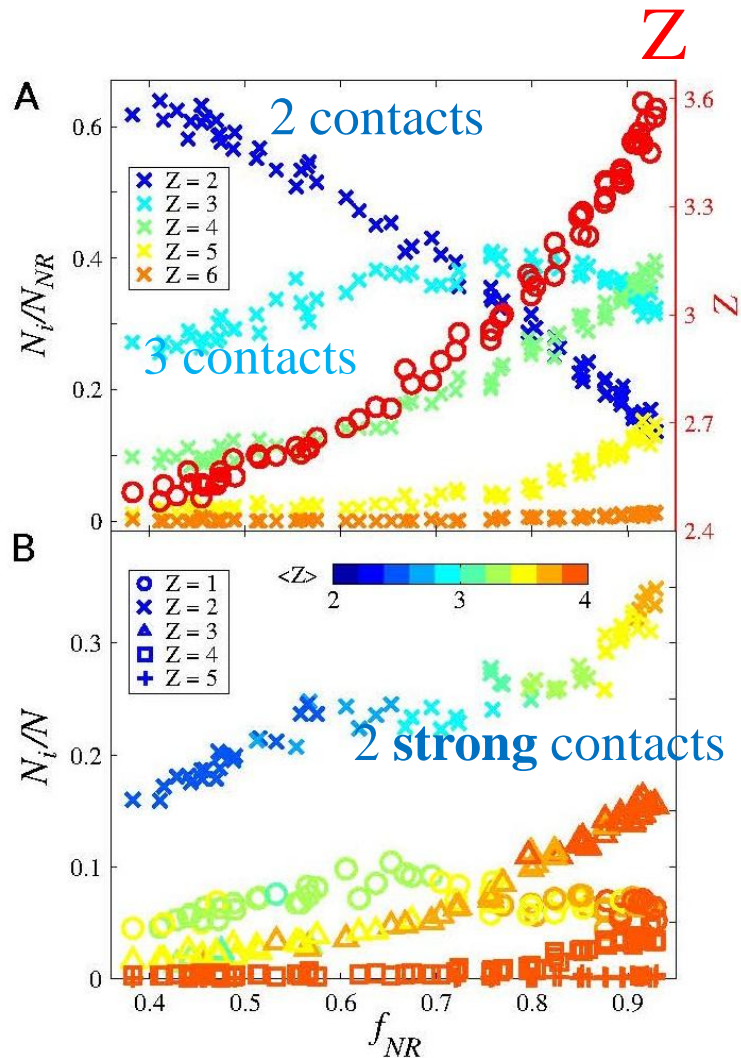 Z
A
2 contacts
3.6
0.6
Z = 2
Z = 3
Z = 4
Z = 5
Z = 6
3.3
0.4
N_i/N_NR
3
Z
3 contacts
0.2
2.7
0
2.4
B
<Z>
2
3
4
Z = 1
Z = 2
Z = 3
Z = 4
Z = 5
0.3
0.2
N_i/N
2 strong contacts
0.1
0
0.4 0.5 0.6 0.7 0.8 0.9
f_NR